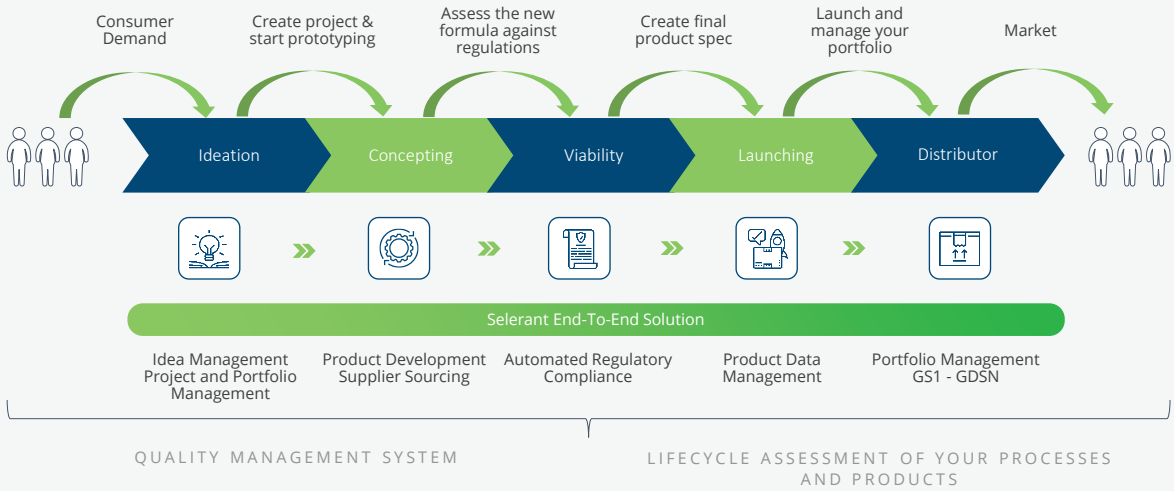 Consumer
Demand
Create project &
start prototyping
Assess the new
formula against
regulations
Create final
product spec
Launch and
manage your
portfolio
Market
Ideation
Concepting
Viability
Launching
Distributor
Selerant End-To-End Solution
Idea Management
Project and Portfolio
Management
Product Development
Supplier Sourcing
Automated Regulatory
Compliance
Product Data
Management
Portfolio Management
GS1 - GDSN
QUALITY MANAGEMENT SYSTEM
LIFECYCLE ASSESSMENT OF YOUR PROCESSES
AND PRODUCTS